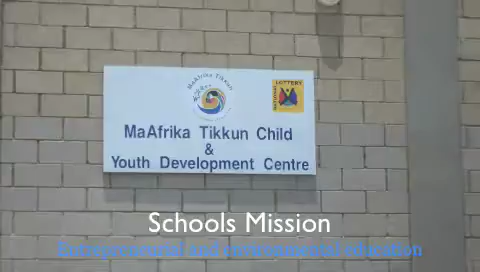 MaAfrika Tikkun
NATIONAL LOTTERY
MaAfrika Tikkun Child
&
Youth Development Centre
Schools Mission
Entrepreneurial and environmental education